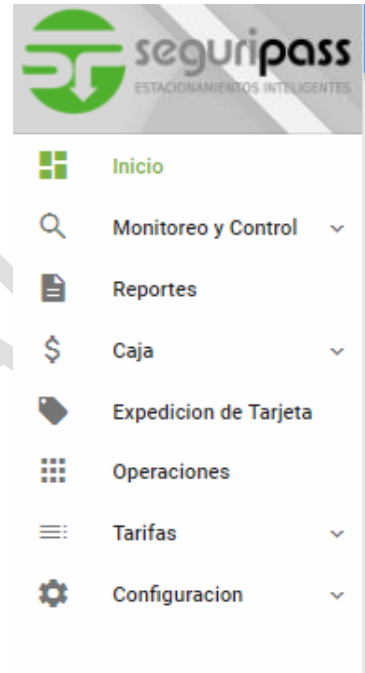 seguripass
ESTACIONAMIENTOS INTELIGENTES
Inicio
Monitoreo y Control
Reportes
Caja
Expedicion de Tarjeta
Operaciones
Tarifas
Configuracion